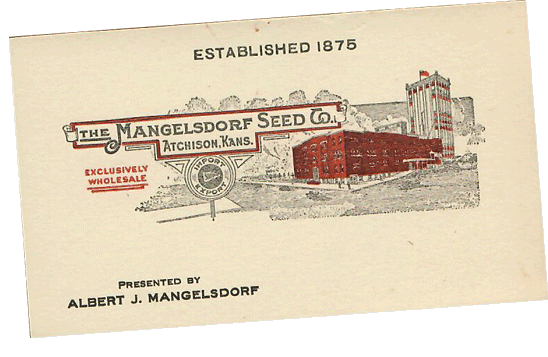 ESTABLISHED 1875
THE MANGELSDORF SEED CO.
ATCHISON, KANS.
EXCLUSIVELY
WHOLESALE
IMPORT
EXPORT
PRESENTED BY
ALBERT J. MANGELSDORF